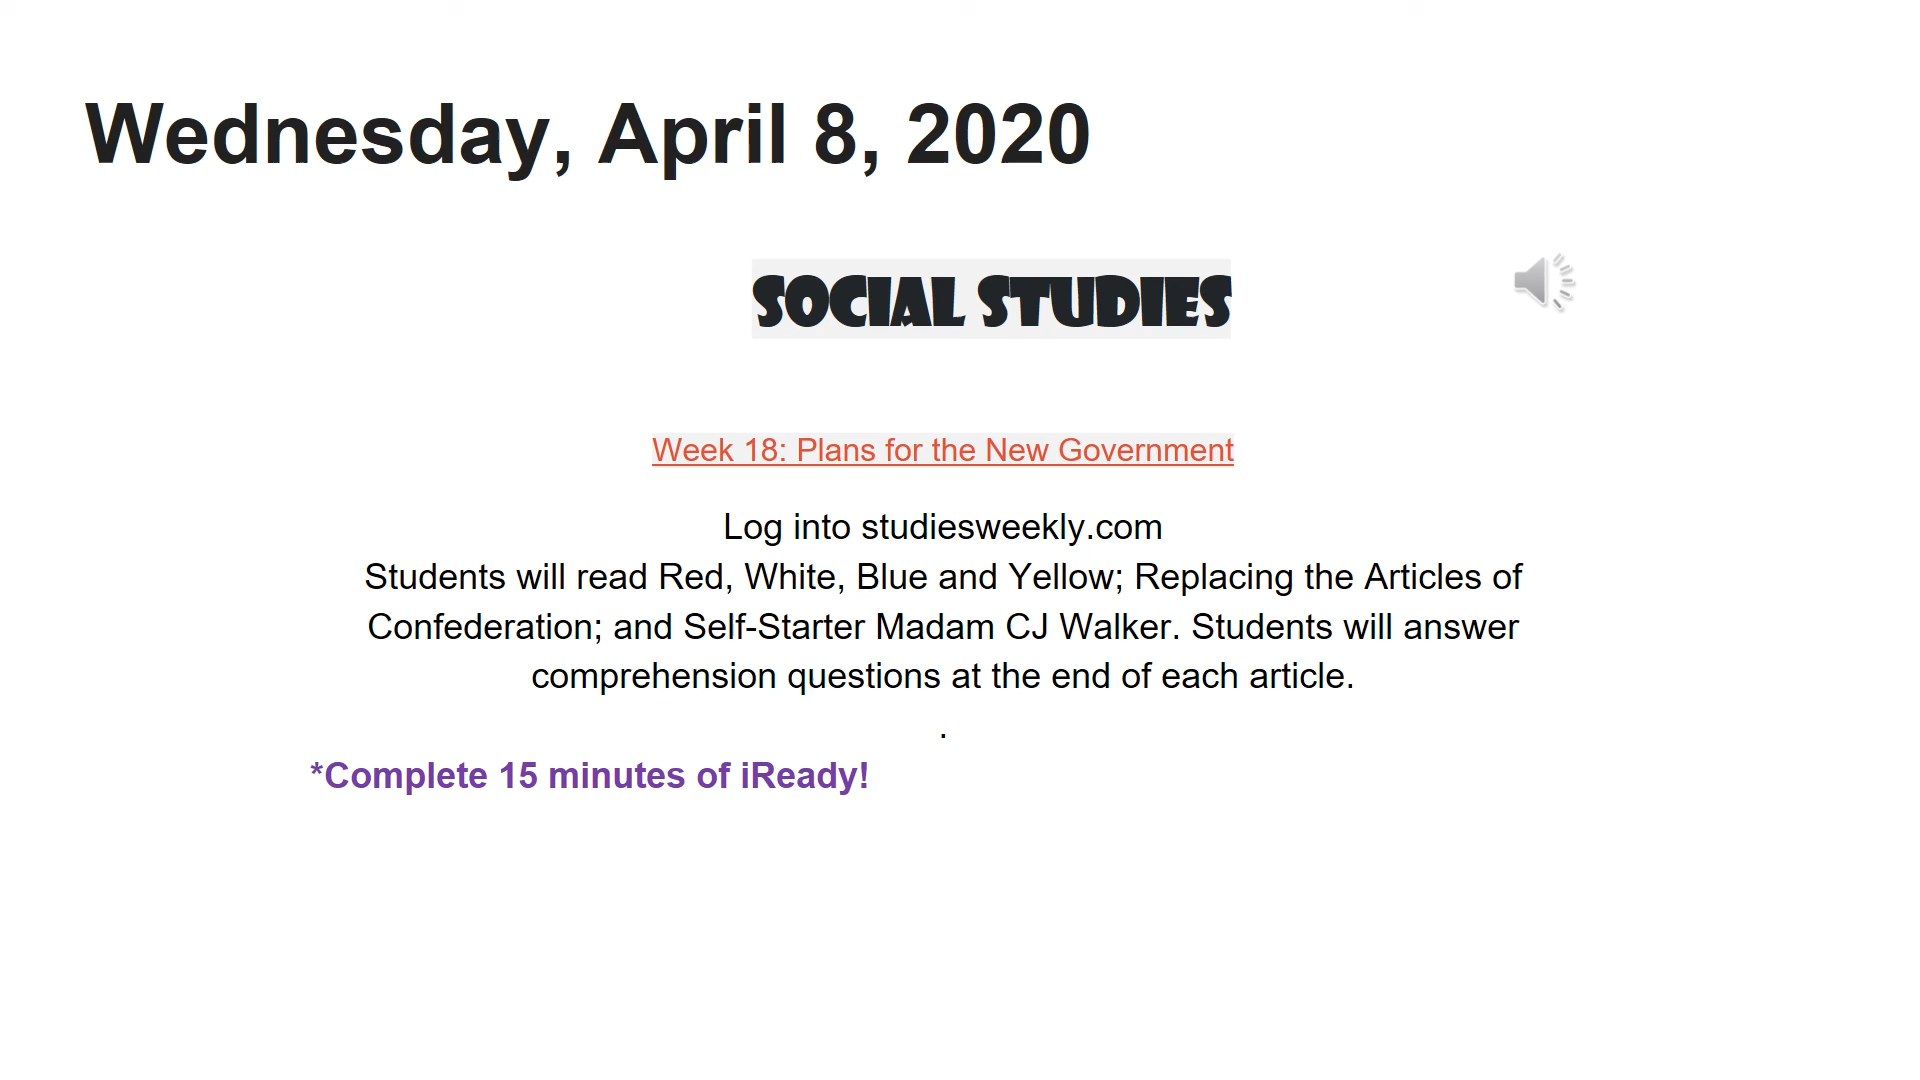 Wednesday, April 8, 2020
SOCIAL STUDIES
Week 18: Plans for the New Government
Log into studiesweekly.com
Students will read Red, White, Blue and Yellow; Replacing the Articles of
Confederation; and Self-Starter Madam CJ Walker. Students will answer
comprehension questions at the end of each article.
.
*Complete 15 minutes of iReady!